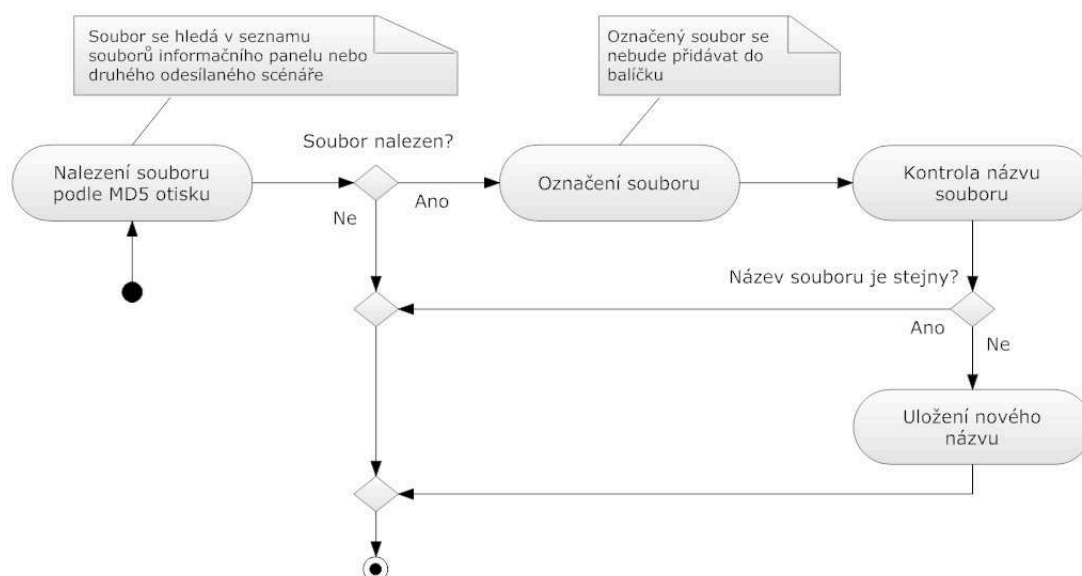 Soubor se hledá v seznamu
souborů informačního panelu nebo
druhého odesílaného scénáře
Označený soubor se
nebude přidávat do
balíčku
Soubor nalezen?
Nalezení souboru
podle MD5 otisku
Ano
Ne
Označení souboru
Kontrola názvu
souboru
Název souboru je stejny?
Ano
Ne
Uložení nového
názvu